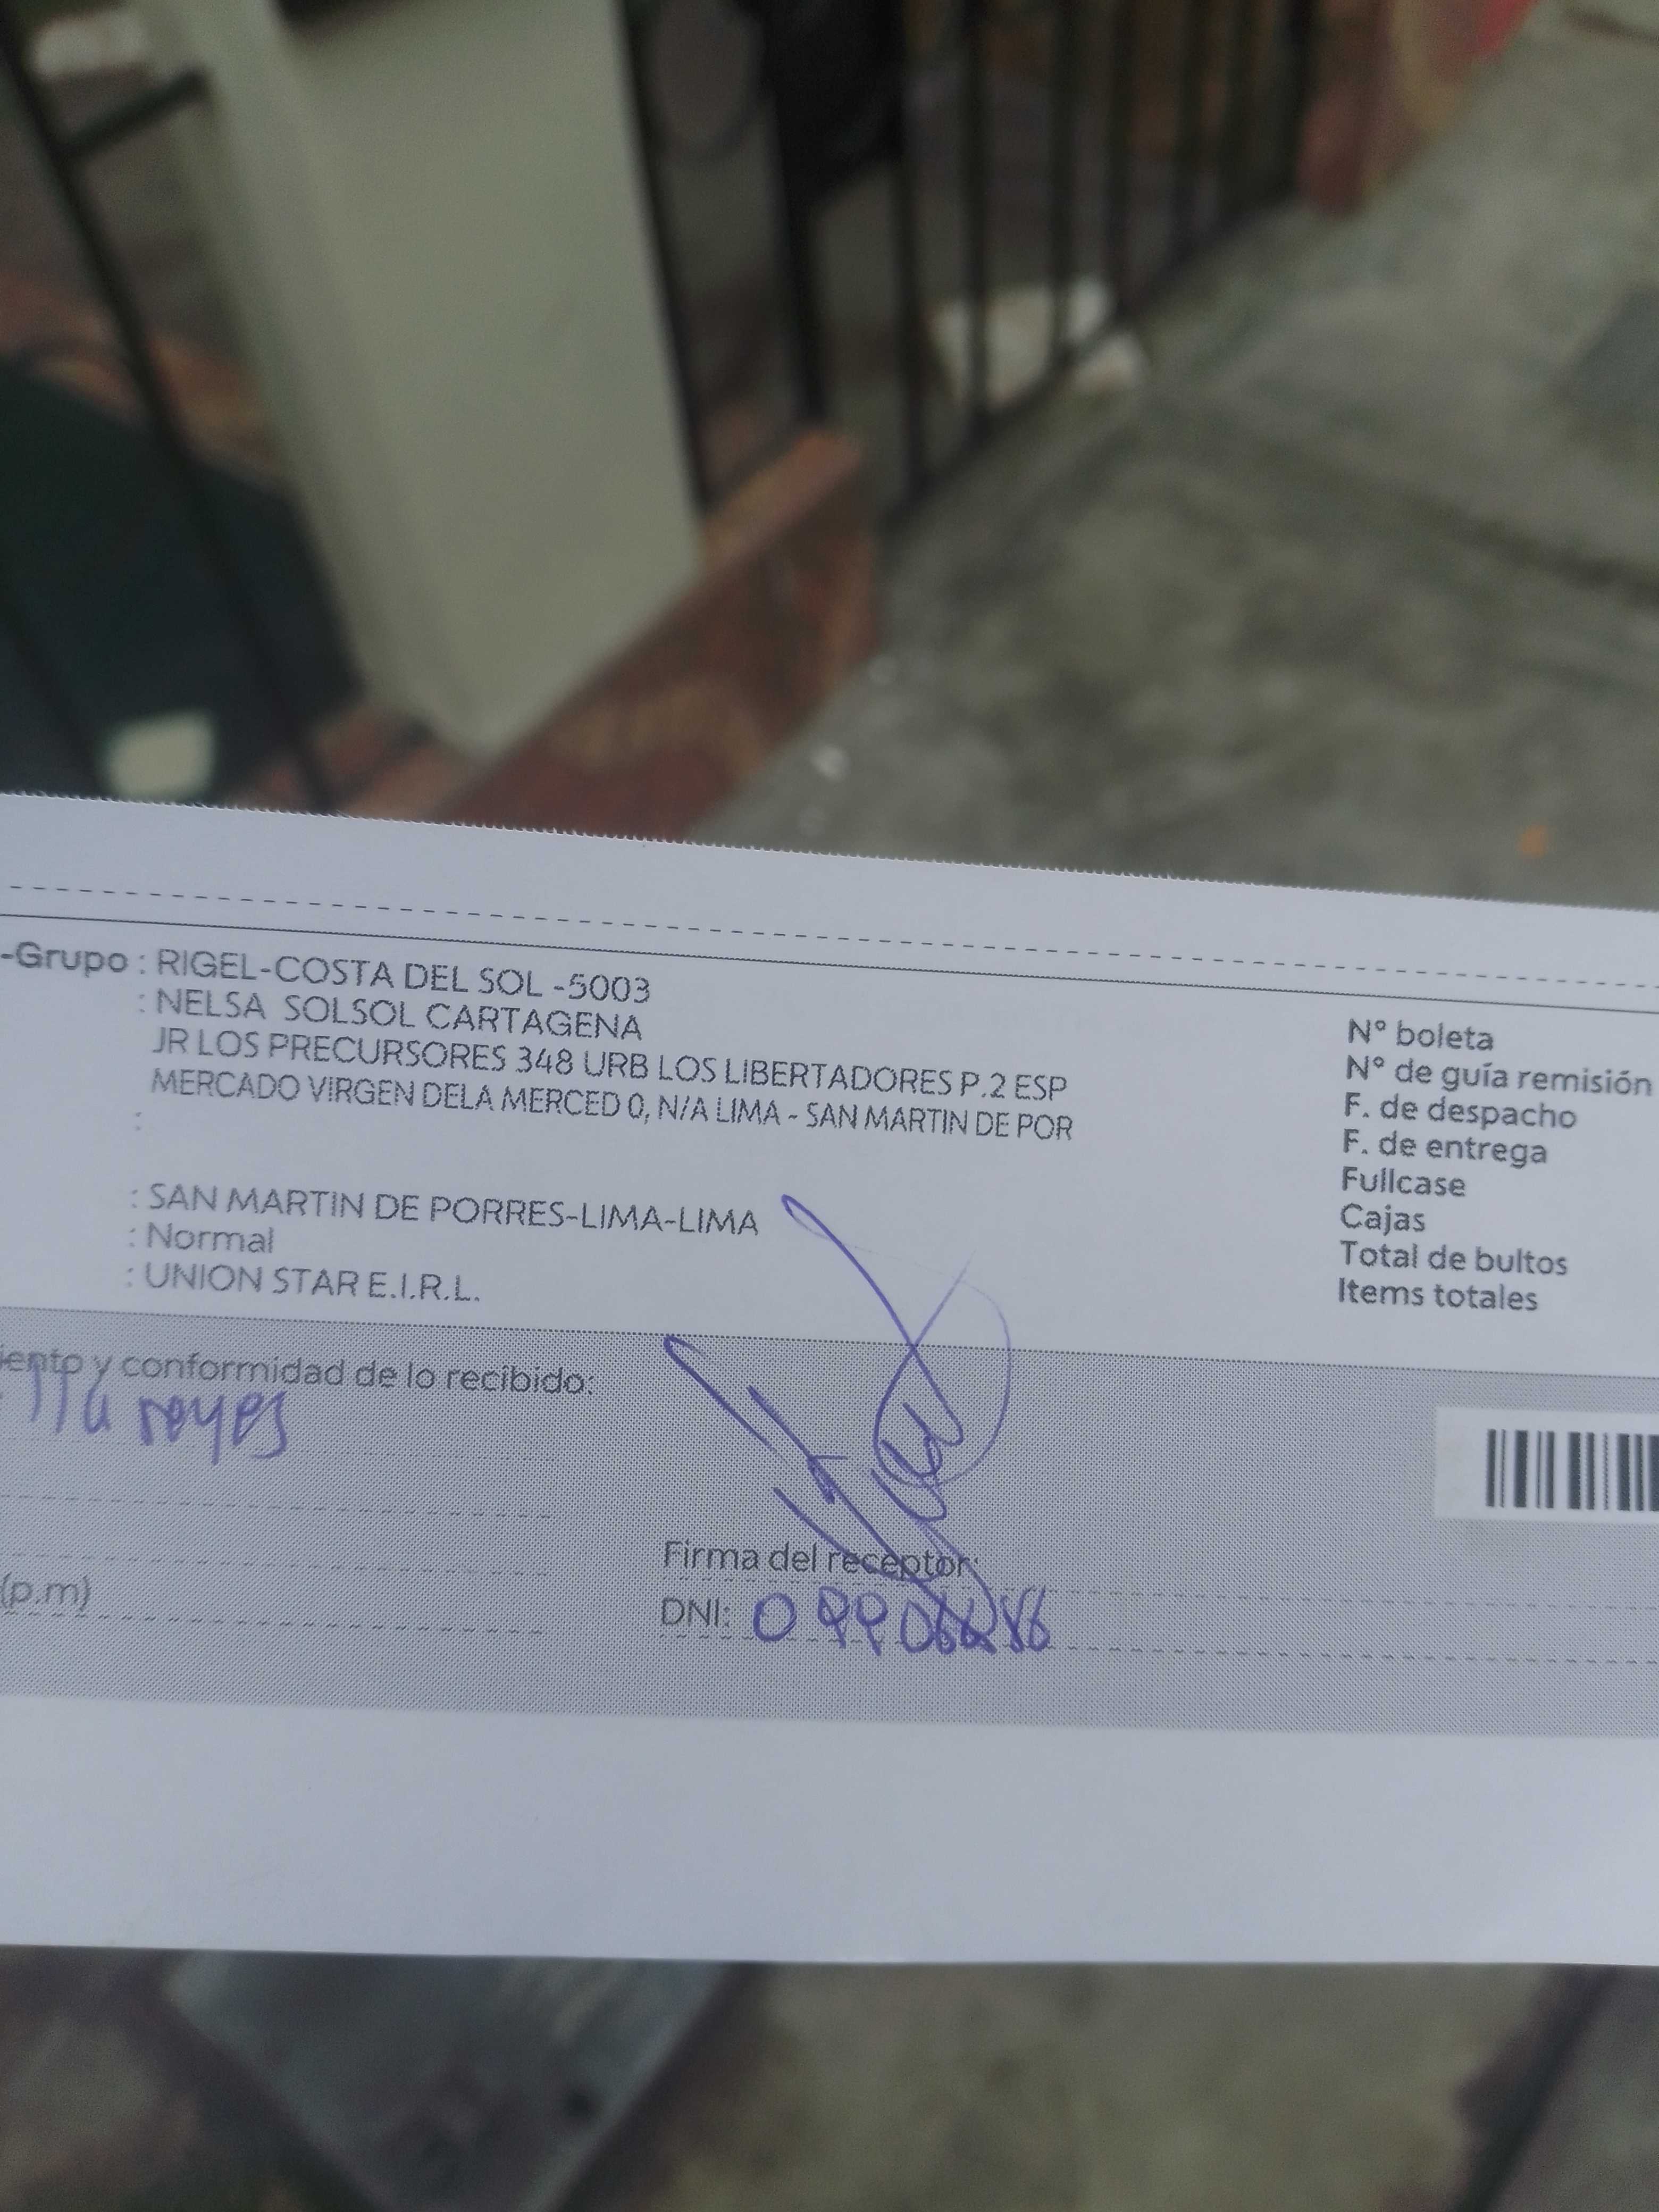 -Grupo : RIGEL-COSTA DEL SOL -5003
: NELSA SOLSOL CARTAGENA
JR LOS PRECURSORES 348 URB LOS LIBERTADORES P.2 ESP
MERCADO VIRGEN DELA MERCED 0, N/A LIMA - SAN MARTIN DE POR
:
: SAN MARTIN DE PORRES-LIMA-LIMA
: Normal
: UNION STAR E.I.R.L.
N° boleta
N° de guía remisión
F. de despacho
F. de entrega
Fullcase
Cajas
Total de bultos
Items totales
iento y conformidad de lo recibido:
reyes
(p.m)
Firma del receptor:
DNI: